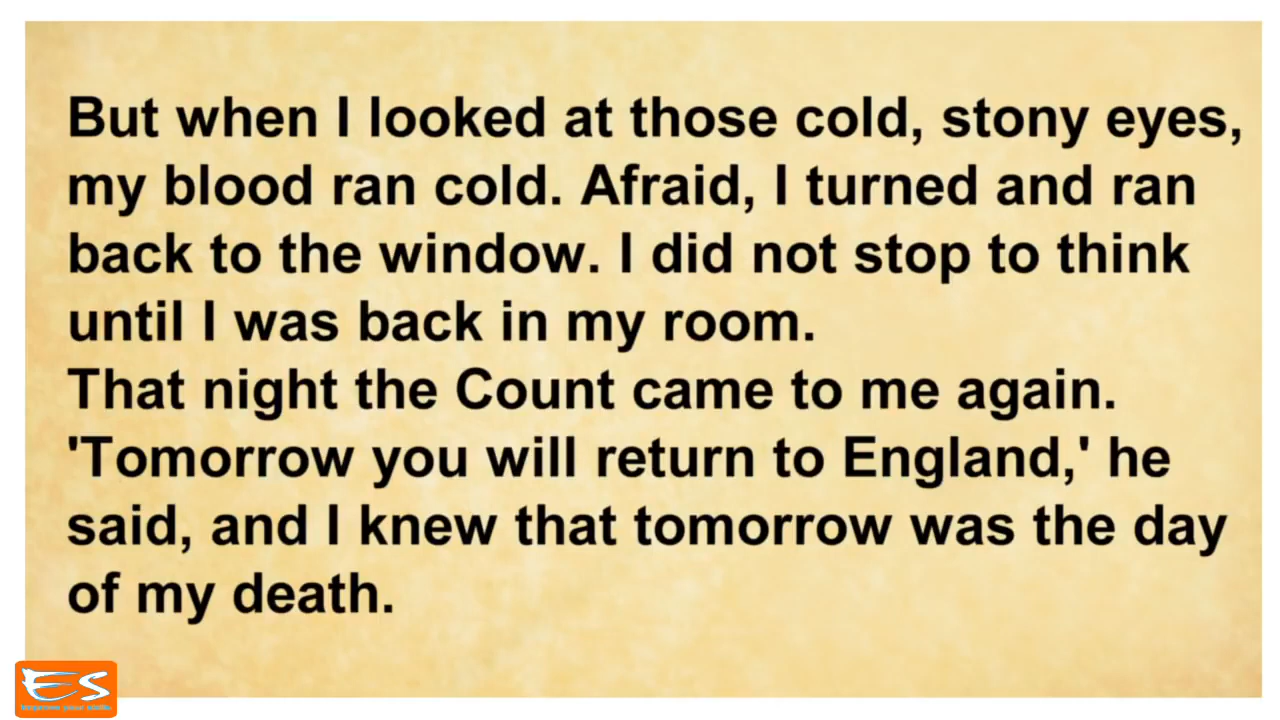 But when I looked at those cold, stony eyes,
my blood ran cold. Afraid, I turned and ran
back to the window. I did not stop to think
until I was back in my room.
That night the Count came to me again.
'Tomorrow you will return to England,' he
said, and I knew that tomorrow was the day
of my death.
ES